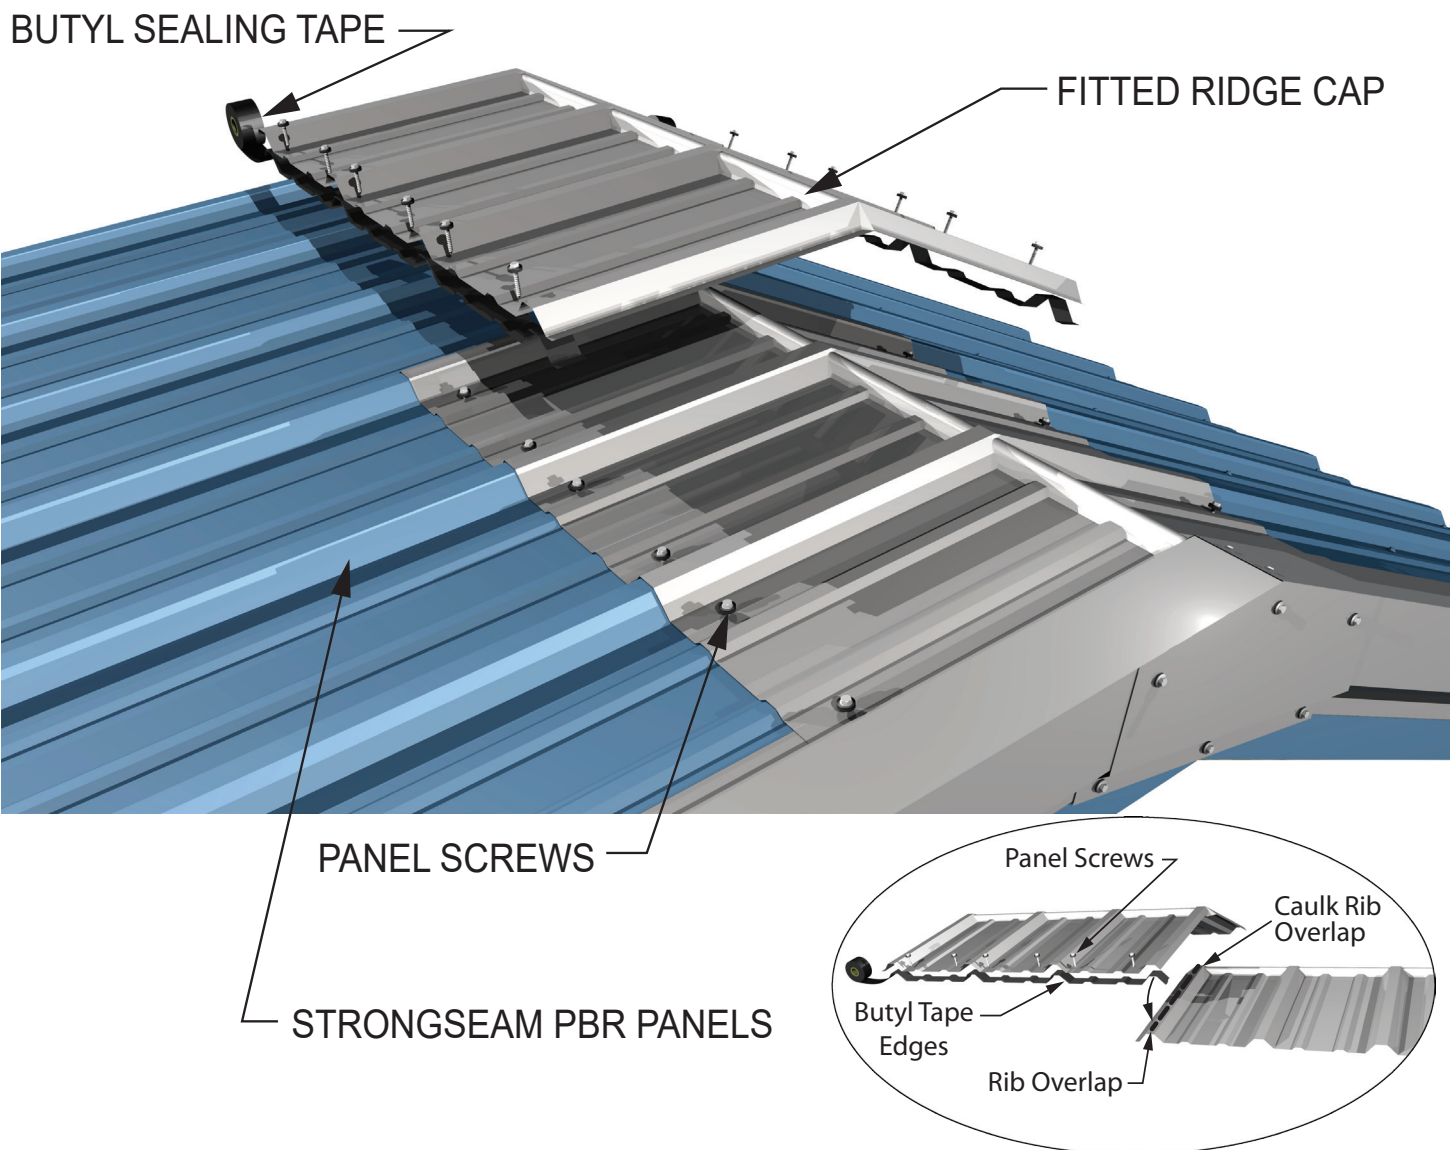 BUTYL SEALING TAPE
FITTED RIDGE CAP
PANEL SCREWS
STRONGSEAM PBR PANELS
Panel Screws
Caulk Rib
Overlap
Butyl Tape
Edges
Rib Overlap